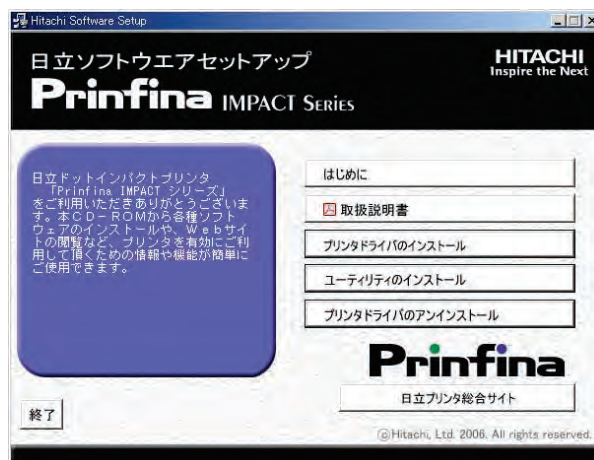 Hitachi Software Setup
日立ソフトウエアセットアップ
HITACHI
Inspire the Next
Prinfina IMPACT SERIES
日立ドットインパクトプリンタ
「Prinfina IMPACT シリーズ」
をご利用いただきありがとうございま
す。本ＣＤ－ＲＯＭから各種ソフト
ウェアのインストールや、Ｗｅｂサイ
トの閲覧など、プリンタを有効にご利
用して頂くための情報や機能が簡単に
ご使用できます。
はじめに
取扱説明書
プリンタドライバのインストール
ユーティリティのインストール
プリンタドライバのアンインストール
Prinfina
日立プリンタ総合サイト
終了
©Hitachi, Ltd. 2006. All rights reserved.